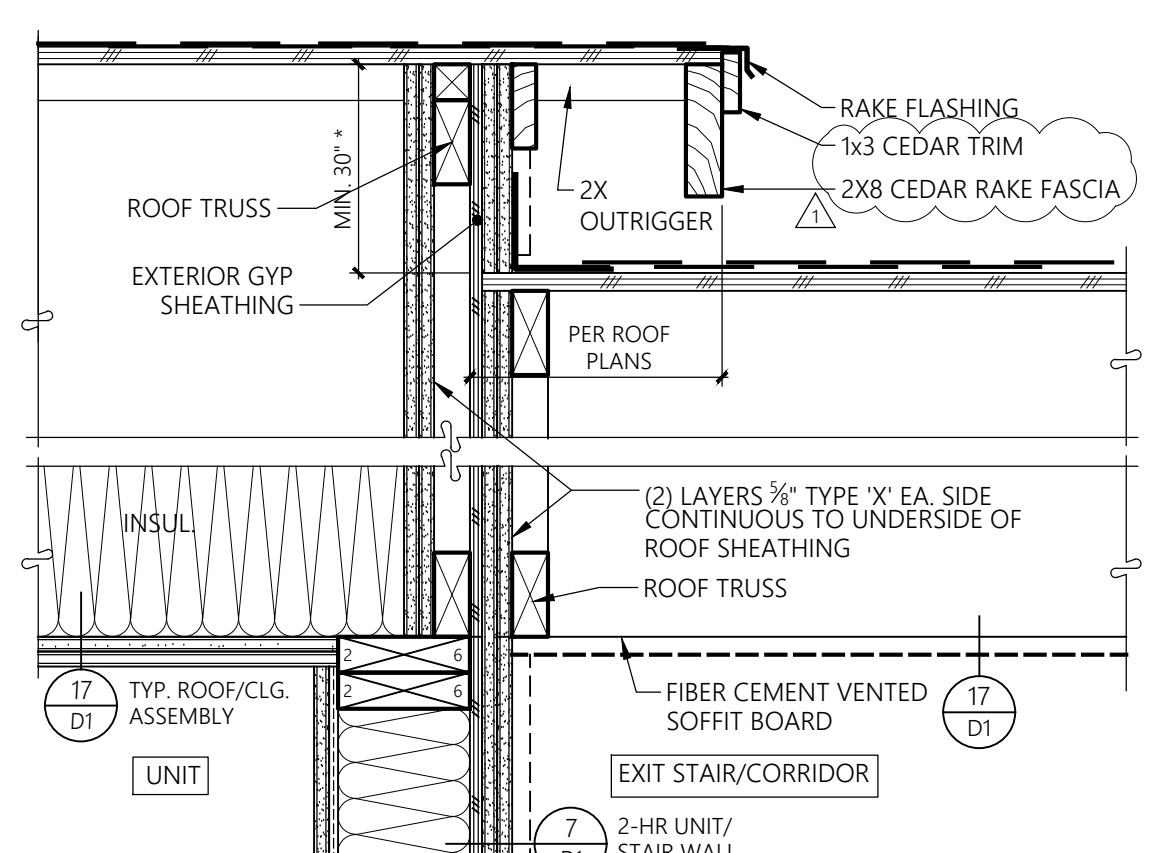 RAKE FLASHING
1x3 CEDAR TRIM
2X8 CEDAR RAKE FASCIA
1
2X
OUTRIGGER
MIN. 30" *
ROOF TRUSS
EXTERIOR GYP
SHEATHING
PER ROOF
PLANS
INSUL.
(2) LAYERS ⅝" TYPE 'X' EA. SIDE
CONTINUOUS TO UNDERSIDE OF
ROOF SHEATHING
ROOF TRUSS
2 6
2 6
17
D1
TYP. ROOF/CLG.
ASSEMBLY
FIBER CEMENT VENTED
SOFFIT BOARD
17
D1
UNIT
EXIT STAIR/CORRIDOR
7
D1
2-HR UNIT/
STAIR WALL